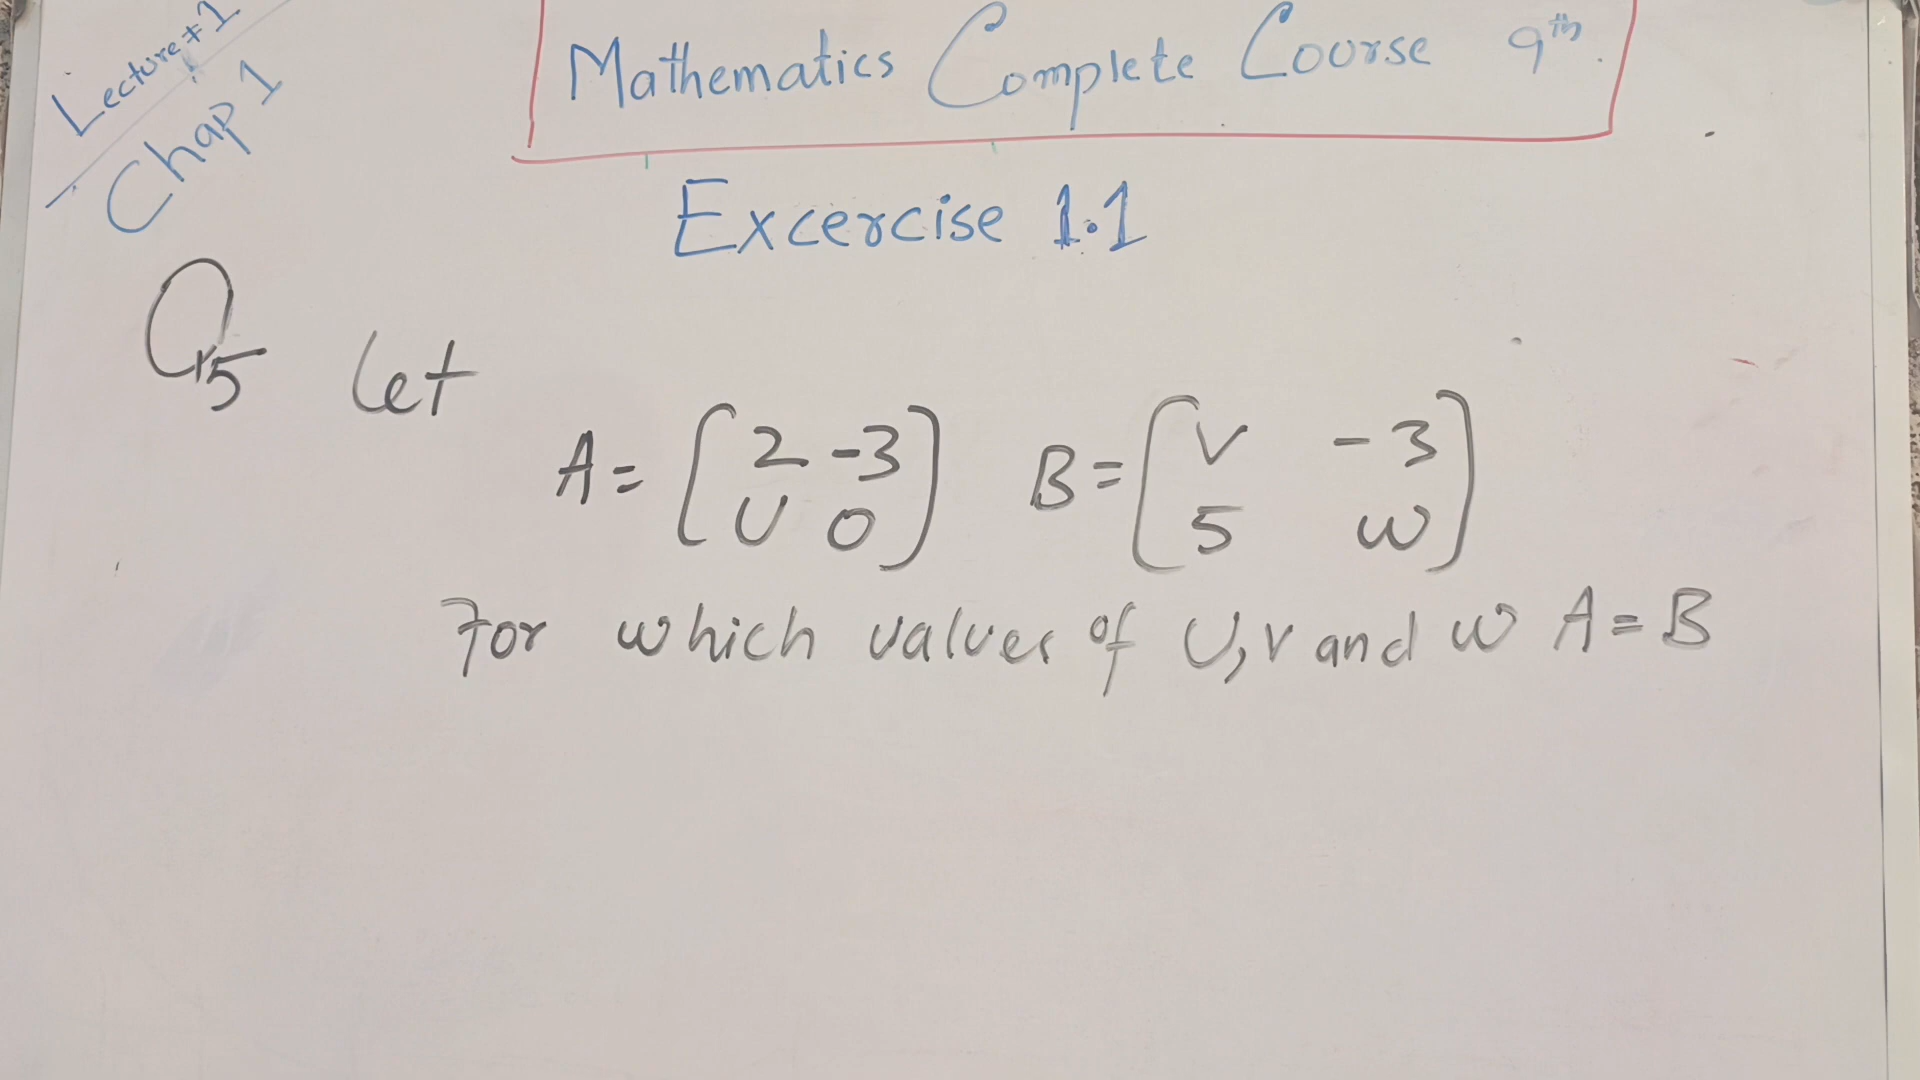 Lecture # 1
Chap 1
Mathematics Complete Course 9th.
Excercise 1.1
Q5 Let
A = [2 -3] B = [v -3]
[U 0] [5 w]
For which values of U, v and w A = B